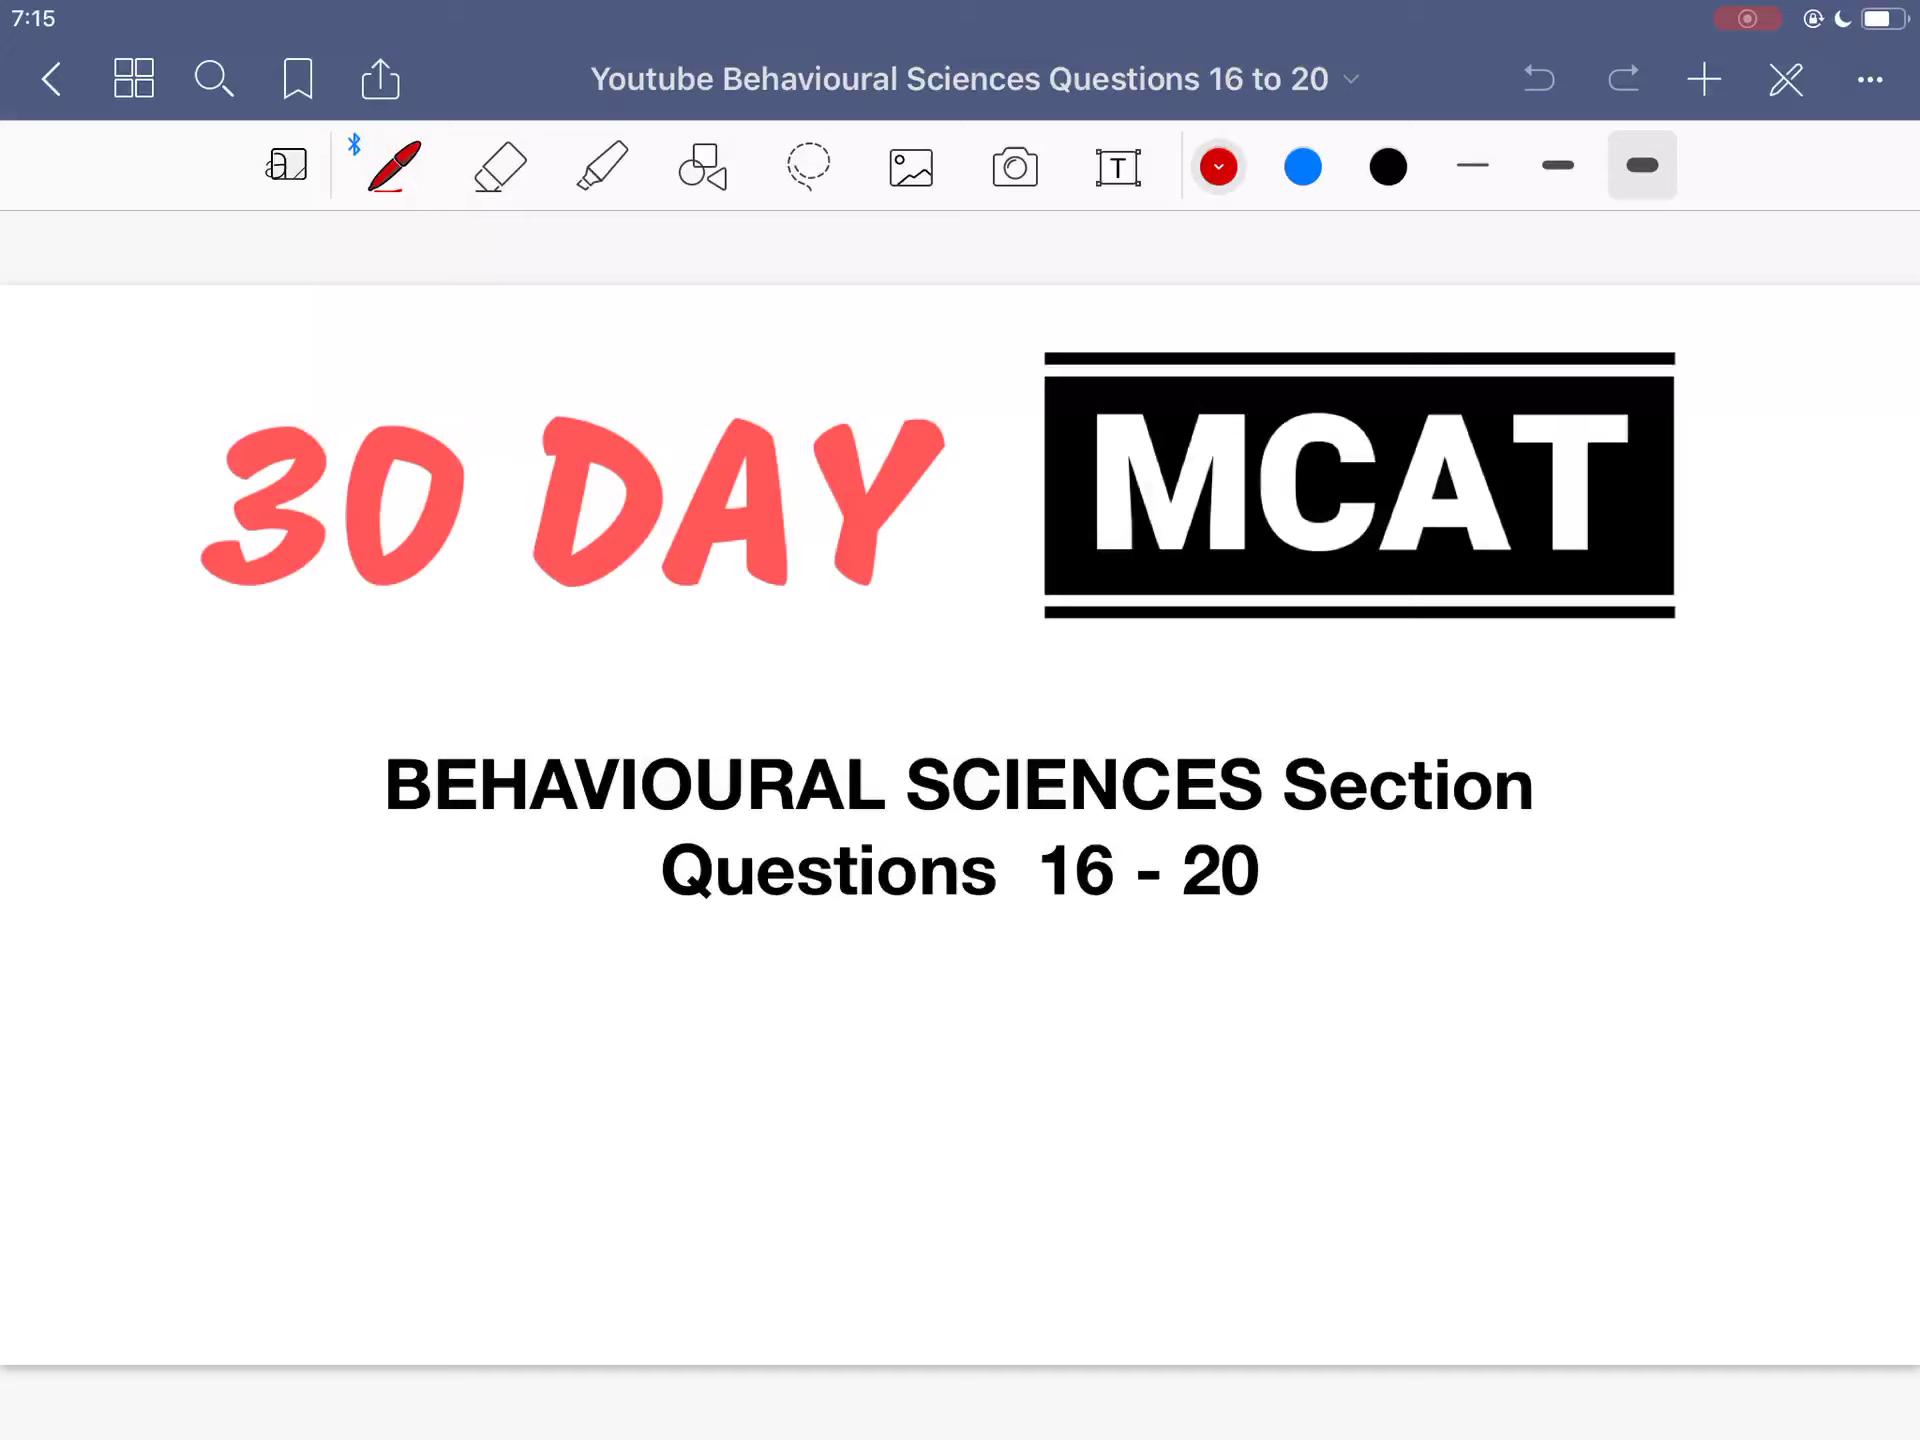 7:15
Youtube Behavioural Sciences Questions 16 to 20
30 DAY MCAT
BEHAVIOURAL SCIENCES Section
Questions 16 - 20